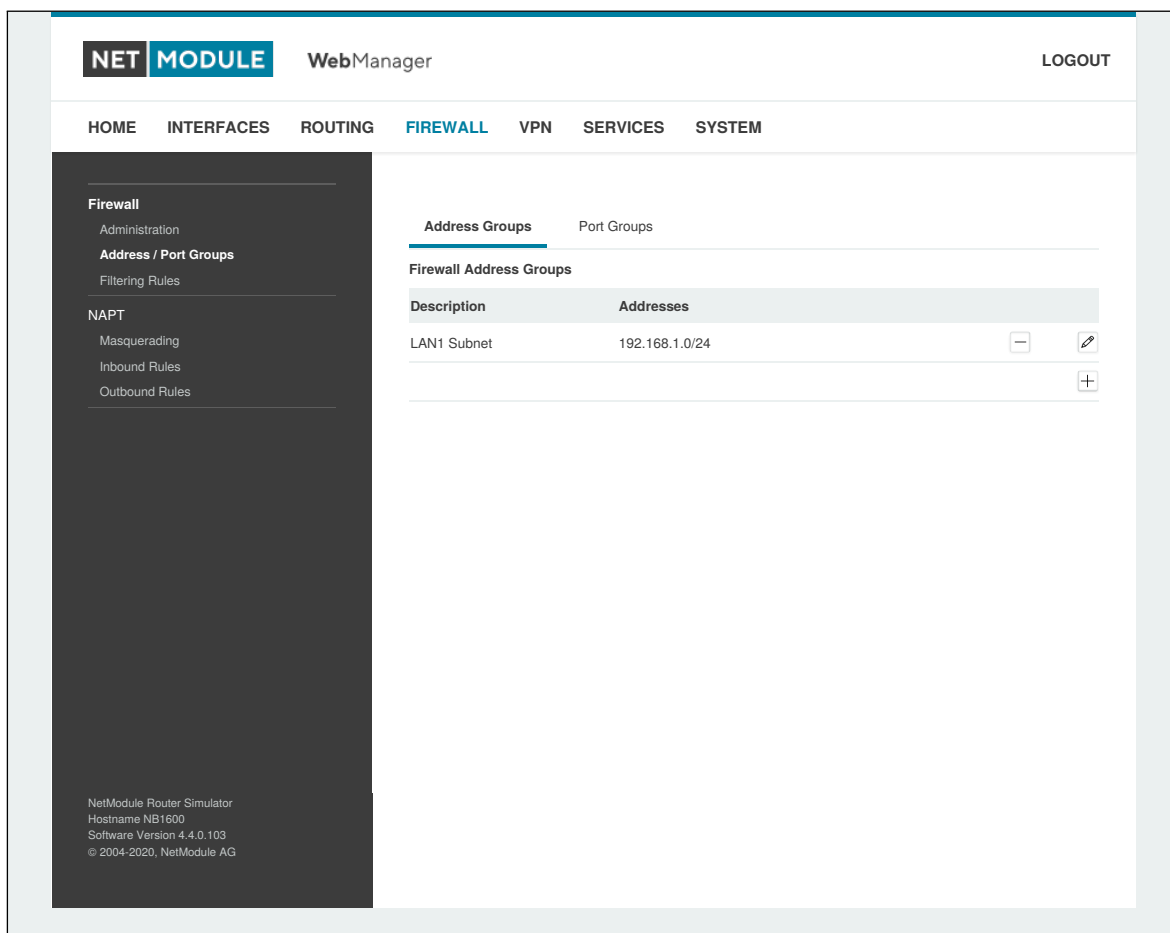 NET MODULE WebManager LOGOUT
HOME INTERFACES ROUTING FIREWALL VPN SERVICES SYSTEM
Firewall
Administration
Address / Port Groups
Filtering Rules
NAPT
Masquerading
Inbound Rules
Outbound Rules
Address Groups Port Groups
Firewall Address Groups
Description Addresses
LAN1 Subnet 192.168.1.0/24
NetModule Router Simulator
Hostname NB1600
Software Version 4.4.0.103
© 2004-2020, NetModule AG